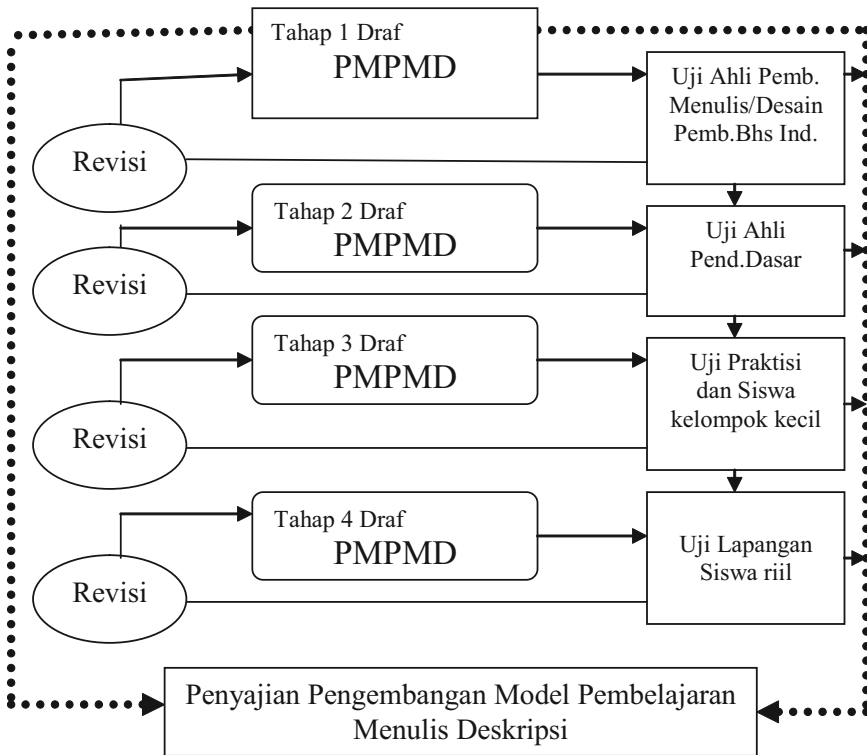 Tahap 1 Draf
PMPMD
Uji Ahli Pemb.
Menulis/Desain
Pemb.Bhs Ind.
Revisi
Tahap 2 Draf
PMPMD
Uji Ahli
Pend.Dasar
Revisi
Tahap 3 Draf
PMPMD
Uji Praktisi
dan Siswa
kelompok kecil
Revisi
Tahap 4 Draf
PMPMD
Uji Lapangan
Siswa riil
Revisi
Penyajian Pengembangan Model Pembelajaran
Menulis Deskripsi